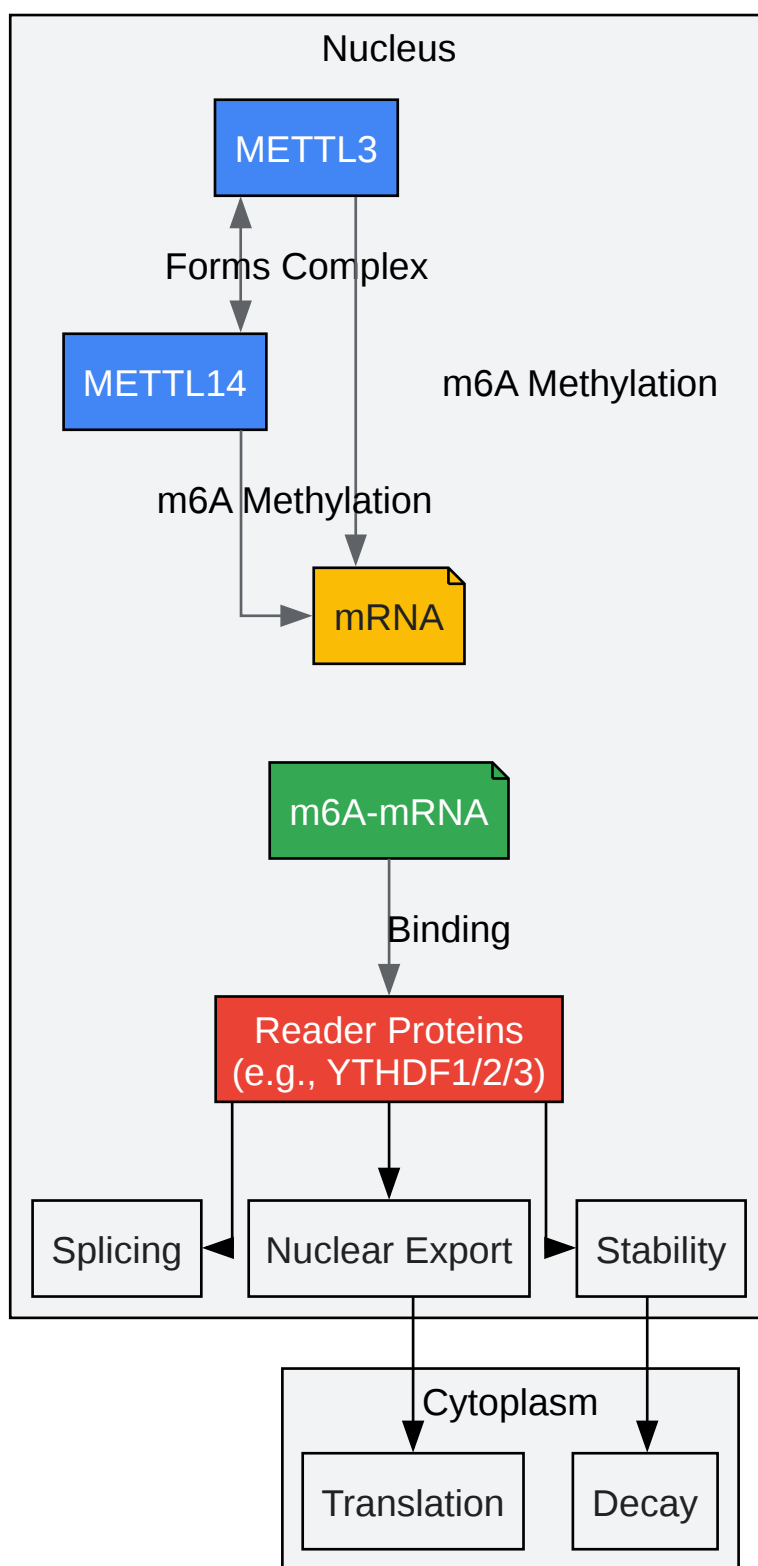 Nucleus
METTL3
Forms Complex
METTL14
m6A Methylation
m6A Methylation
mRNA
m6A-mRNA
Binding
Reader Proteins
(e.g., YTHDF1/2/3)
Splicing
Nuclear Export
Stability
Cytoplasm
Translation
Decay